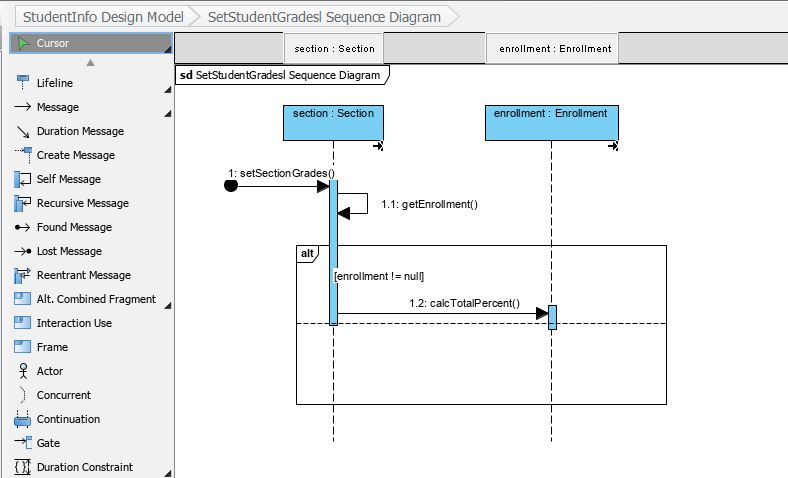 StudentInfo Design Model
SetStudentGradesl Sequence Diagram
Cursor
Lifeline
Message
Duration Message
Create Message
Self Message
Recursive Message
Found Message
Lost Message
Reentrant Message
Alt. Combined Fragment
Interaction Use
Frame
Actor
Concurrent
Continuation
Gate
Duration Constraint
section : Section
enrollment : Enrollment
sd SetStudentGradesl Sequence Diagram
section : Section
enrollment : Enrollment
1: setSectionGrades()
1.1: getEnrollment()
alt
[enrollment != null]
1.2: calcTotalPercent()